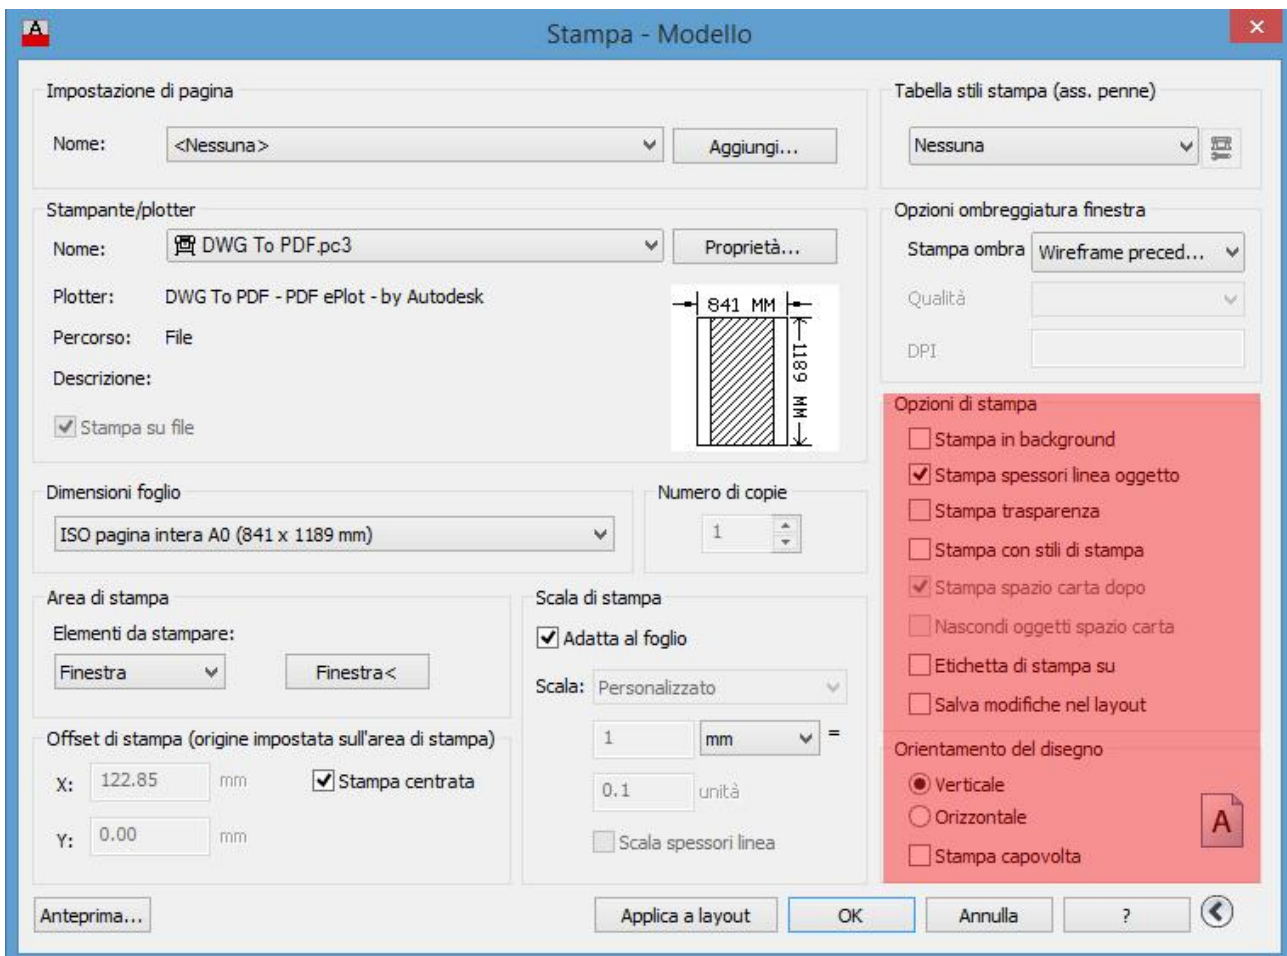 A
Stampa - Modello
Impostazione di pagina
Nome:
<Nessuna>
Aggiungi...
Tabella stili stampa (ass. penne)
Nessuna
Stampante/plotter
Nome:
DWG To PDF.pc3
Proprietà...
Plotter:
DWG To PDF - PDF ePlot - by Autodesk
Percorso:
File
Descrizione:
Stampa su file
841 MM
1189 MM
Opzioni ombreggiatura finestra
Stampa ombra
Wireframe preced...
Qualità
DPI
Dimensioni foglio
ISO pagina intera A0 (841 x 1189 mm)
Numero di copie
1
Opzioni di stampa
Stampa in background
Stampa spessori linea oggetto
Stampa trasparenza
Stampa con stili di stampa
Stampa spazio carta dopo
Nascondi oggetti spazio carta
Etichetta di stampa su
Salva modifiche nel layout
Area di stampa
Elementi da stampare:
Finestra
Finestra<
Scala di stampa
Adatta al foglio
Scala:
Personalizzato
1
mm
=
0.1
unità
Scala spessori linea
Offset di stampa (origine impostata sull'area di stampa)
X:
122.85
mm
Stampa centrata
Y:
0.00
mm
Orientamento del disegno
Verticale
Orizzontale
Stampa capovolta
A
Anteprima...
Applica a layout
OK
Annulla
?